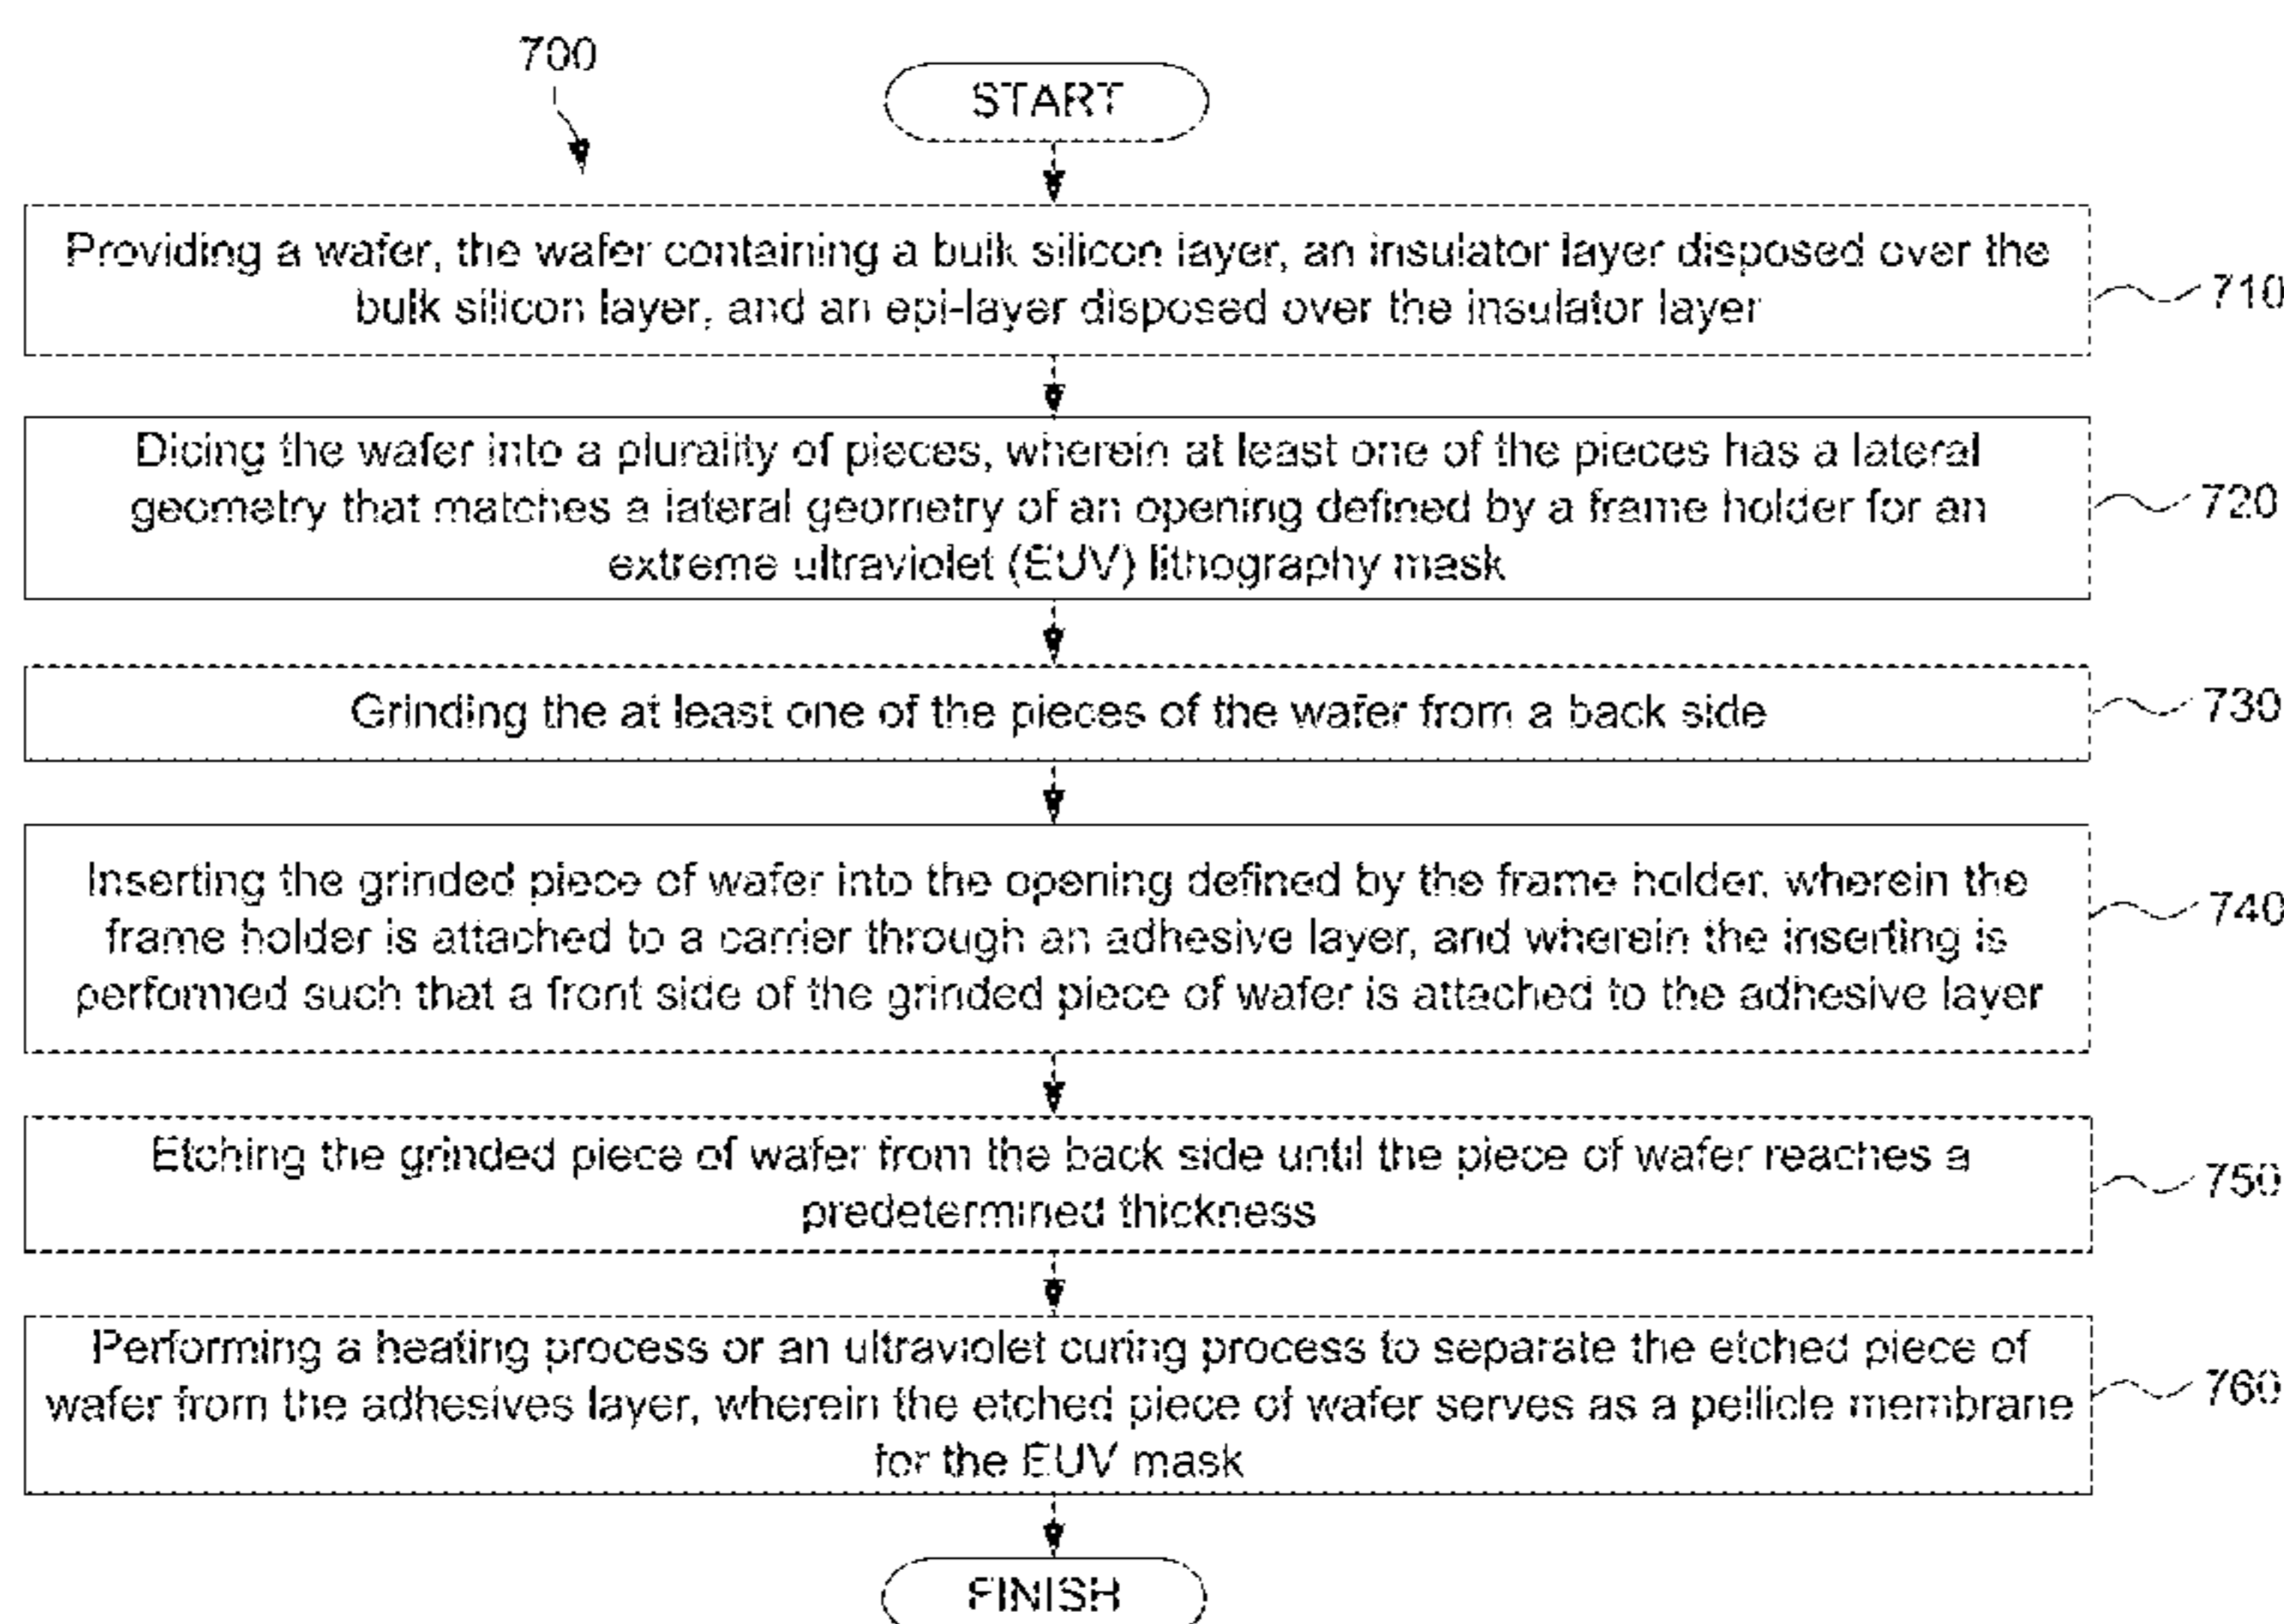 700
START
Providing a wafer, the wafer containing a bulk silicon layer, an insulator layer disposed over the
bulk silicon layer, and an epi-layer disposed over the insulator layer
710
Dicing the wafer into a plurality of pieces, wherein at least one of the pieces has a lateral
geometry that matches a lateral geometry of an opening defined by a frame holder for an
extreme ultraviolet (EUV) lithography mask
720
Grinding the at least one of the pieces of the wafer from a back side
730
Inserting the grinded piece of wafer into the opening defined by the frame holder, wherein the
frame holder is attached to a carrier through an adhesive layer, and wherein the inserting is
performed such that a front side of the grinded piece of wafer is attached to the adhesive layer
740
Etching the grinded piece of wafer from the back side until the piece of wafer reaches a
predetermined thickness
750
Performing a heating process or an ultraviolet curing process to separate the etched piece of
wafer from the adhesives layer, wherein the etched piece of wafer serves as a pellicle membrane
for the EUV mask
760
FINISH